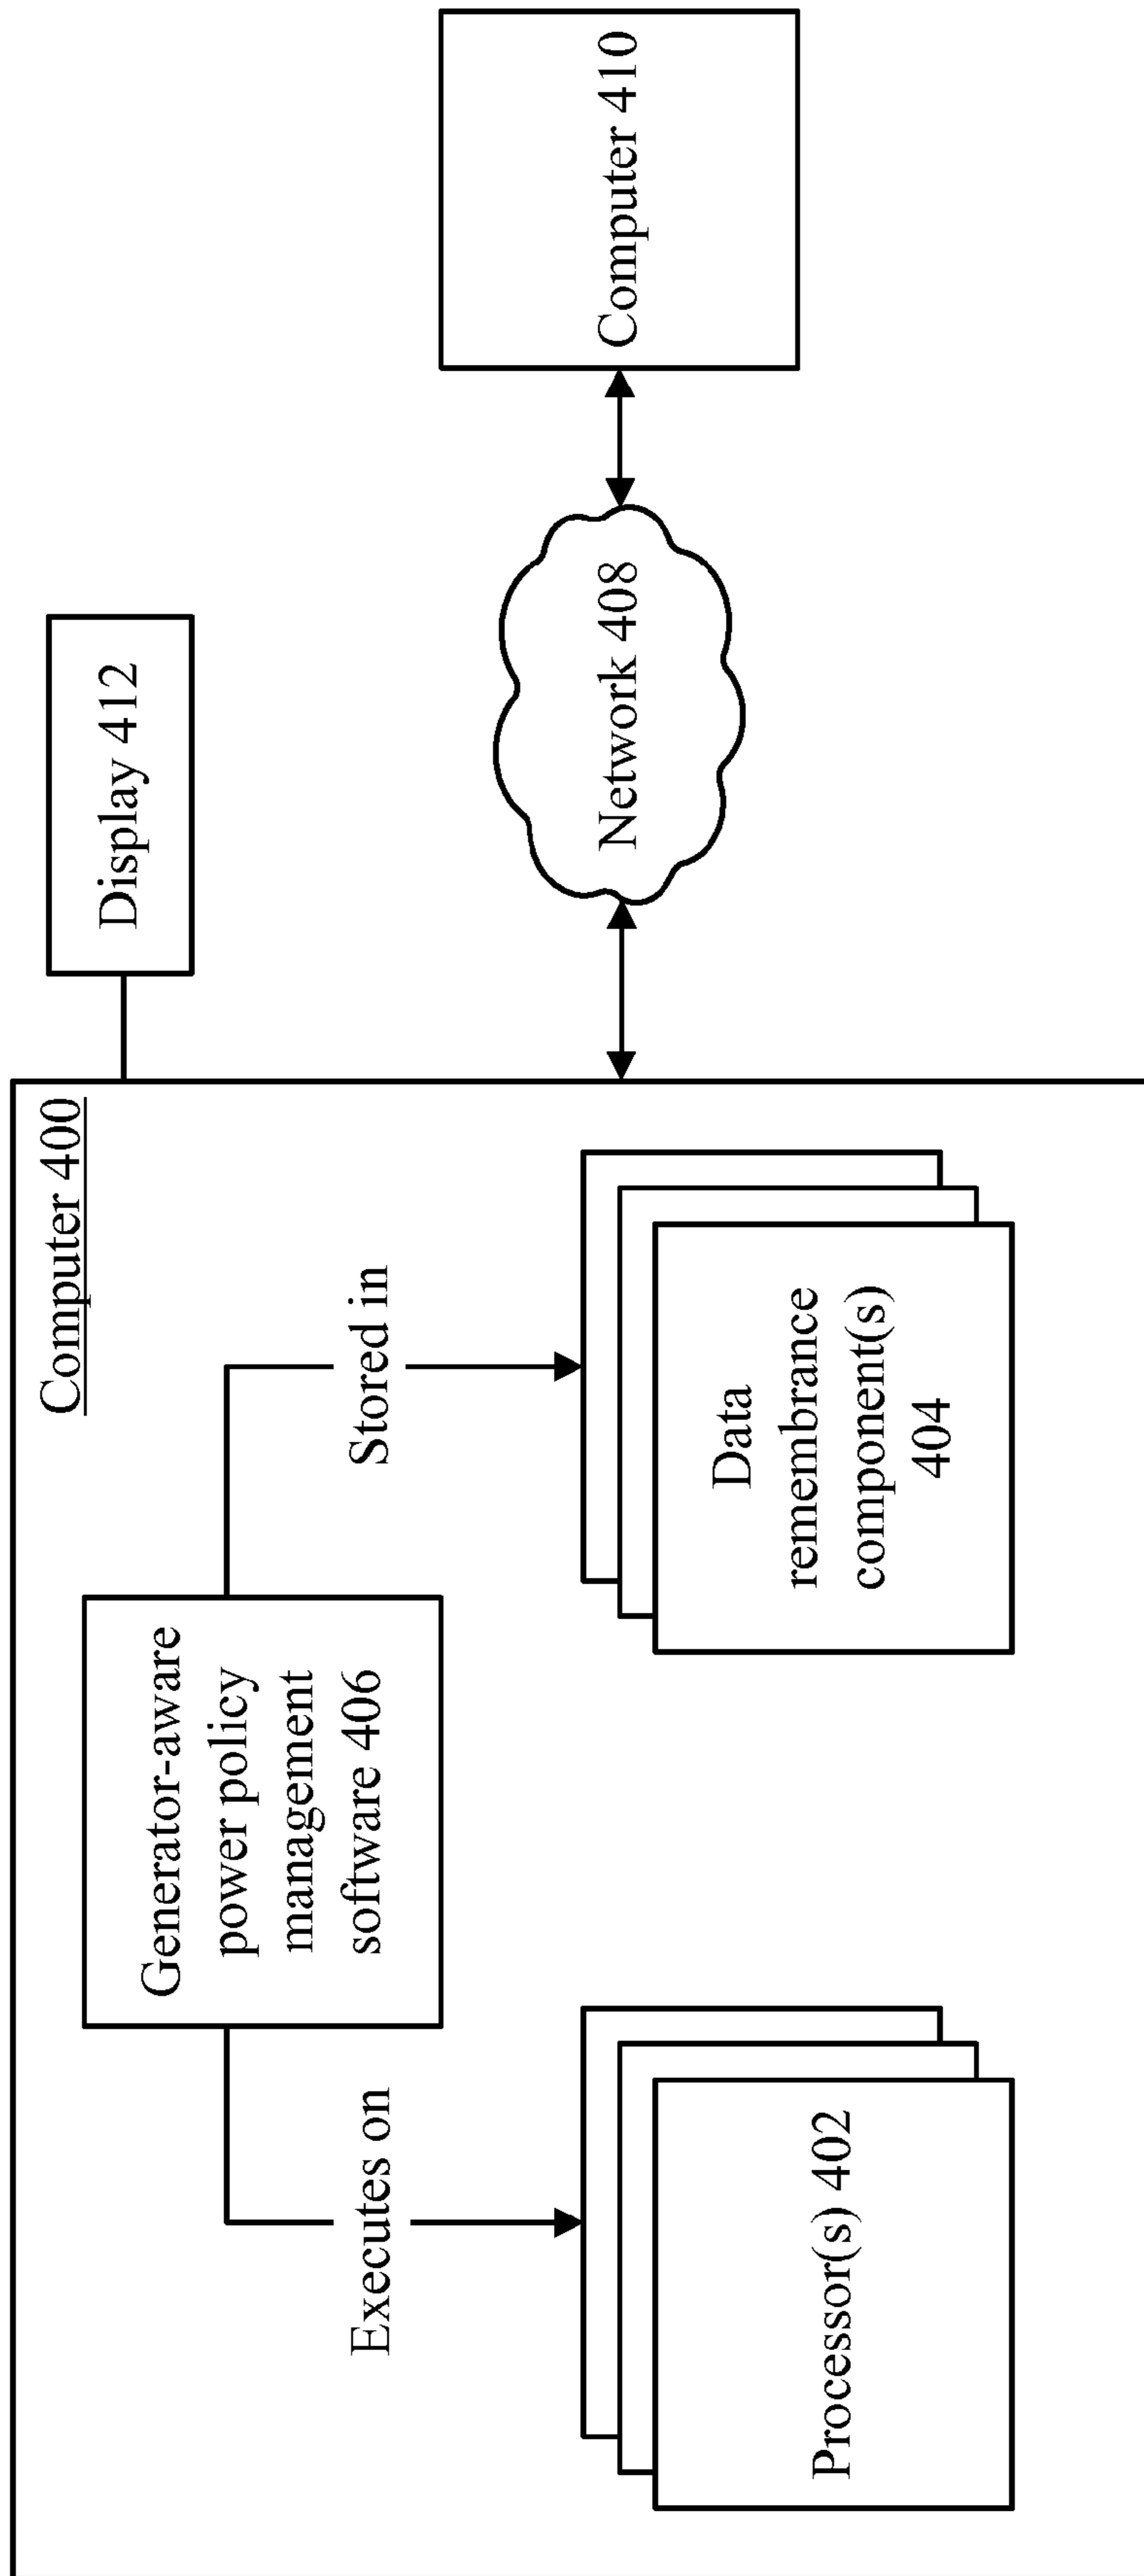 Computer 400
Generator-aware
power policy
management
software 406
Executes on
Stored in
Processor(s) 402
Data
remembrance
component(s)
404
Display 412
Network 408
Computer 410